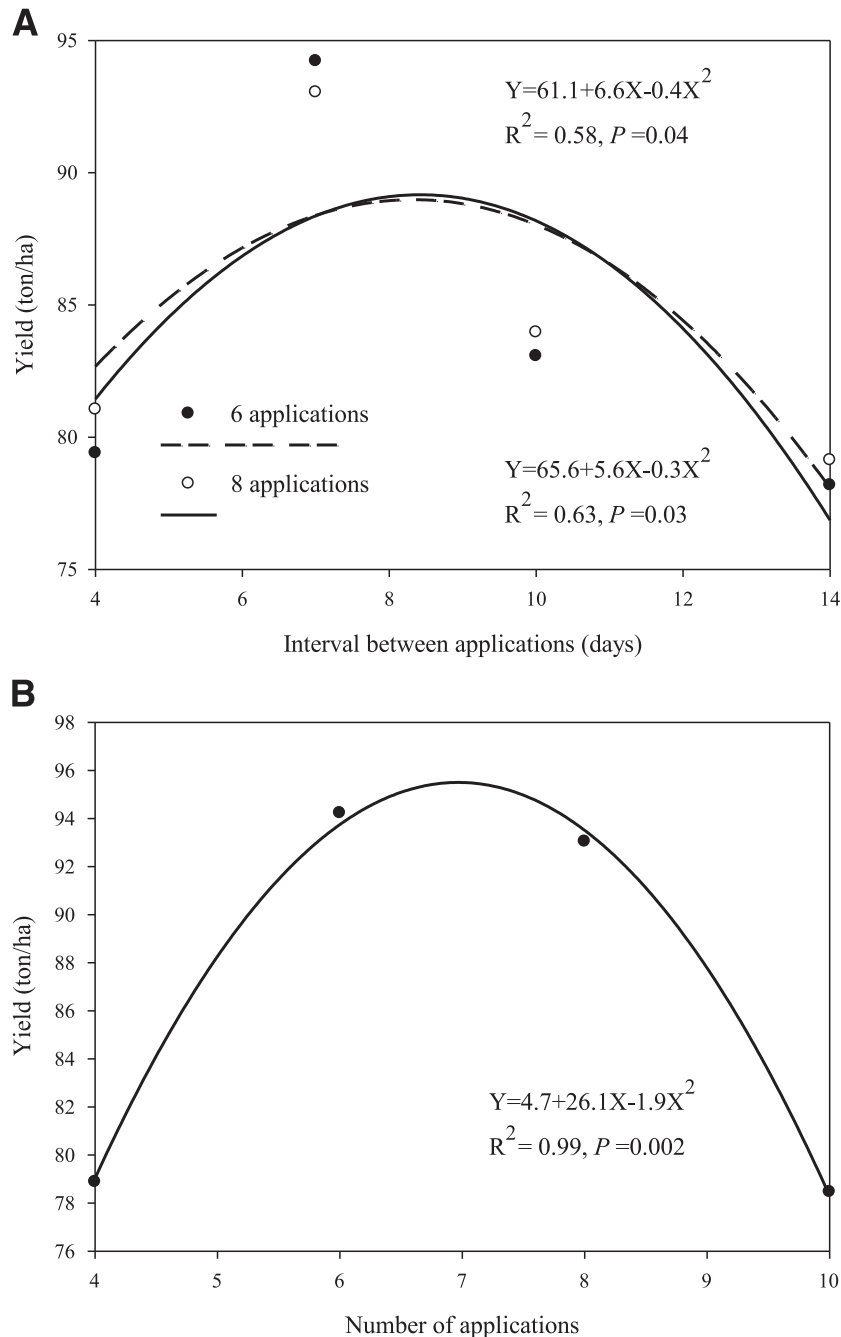 A
95
90
85
80
75
Yield (ton/ha)
Y=61.1+6.6X-0.4X²
R²= 0.58, P =0.04
6 applications
8 applications
Y=65.6+5.6X-0.3X²
R²= 0.63, P =0.03
4 6 8 10 12 14
Interval between applications (days)
B
98
96
94
92
90
88
86
84
82
80
78
76
Yield (ton/ha)
Y=4.7+26.1X-1.9X²
R²= 0.99, P =0.002
4 5 6 7 8 9 10
Number of applications